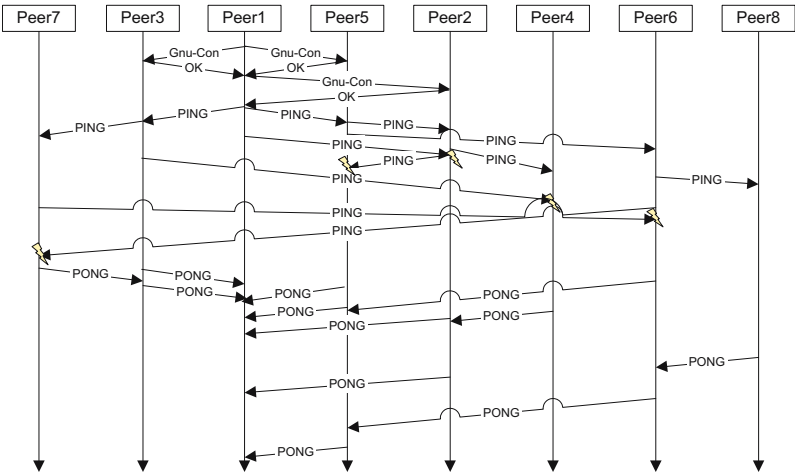 Peer7 Peer3 Peer1 Peer5 Peer2 Peer4 Peer6 Peer8
Gnu-Con Gnu-Con
OK OK
Gnu-Con
OK
PING PING PING PING
PING
PING
PING PING
PING
PING
PING
PING
PONG PONG
PONG PONG PONG
PONG PONG
PONG
PONG
PONG
PONG
PONG